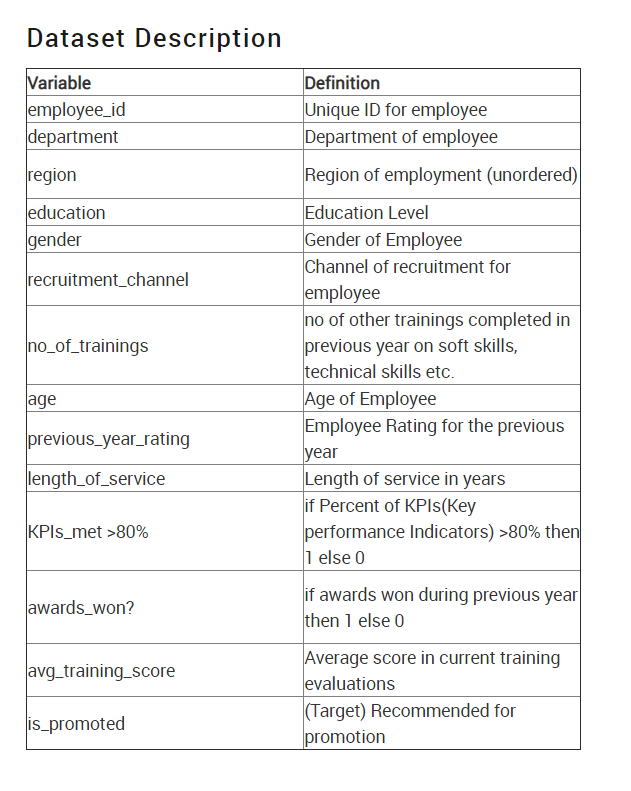 Dataset Description
Variable Definition
employee_id Unique ID for employee
department Department of employee
region Region of employment (unordered)
education Education Level
gender Gender of Employee
recruitment_channel Channel of recruitment for
employee
no_of_trainings no of other trainings completed in
previous year on soft skills,
technical skills etc.
age Age of Employee
previous_year_rating Employee Rating for the previous
year
length_of_service Length of service in years
KPIs_met >80% if Percent of KPIs(Key
performance Indicators) >80% then
1 else 0
awards_won? if awards won during previous year
then 1 else 0
avg_training_score Average score in current training
evaluations
is_promoted (Target) Recommended for
promotion